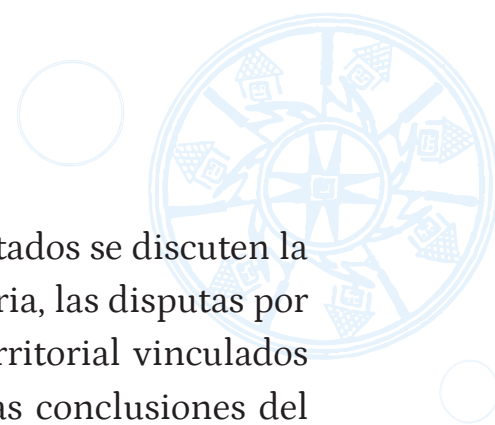 tados se discuten la
ria, las disputas por
rritorial vinculados
as conclusiones del